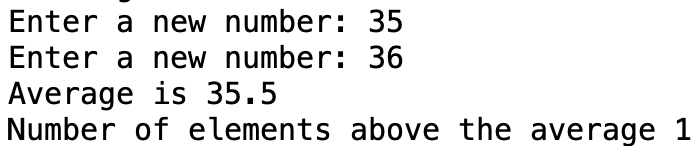 Enter a new number: 35
Enter a new number: 36
Average is 35.5
Number of elements above the average 1